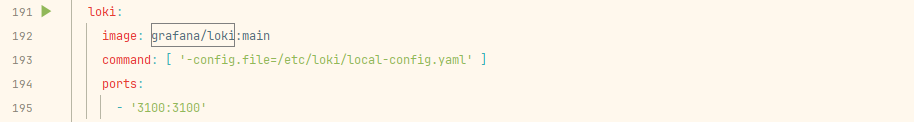 191 loki:
192 image: grafana/loki:main
193 command: [ '-config.file=/etc/loki/local-config.yaml' ]
194 ports:
195 - '3100:3100'